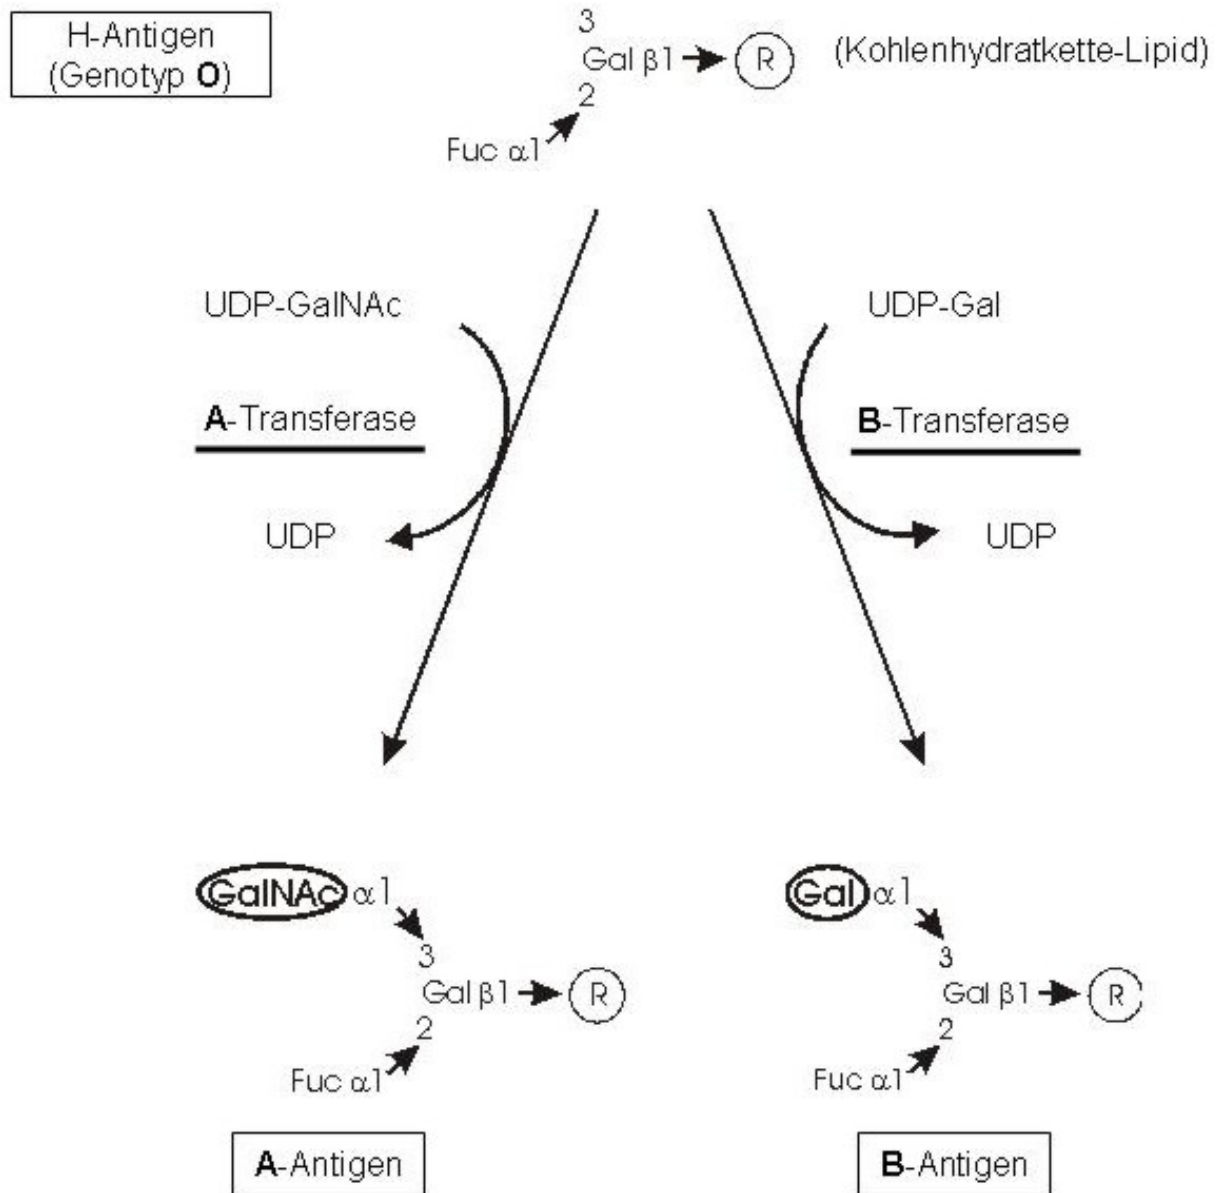 H-Antigen
(Genotyp O)
3
Gal β1
R
(Kohlenhydratkette-Lipid)
2
Fuc α1
UDP-GalNAc
UDP-Gal
A-Transferase
B-Transferase
UDP
UDP
GalNAc α1
3
Gal β1
R
2
Fuc α1
A-Antigen
Gal α1
3
Gal β1
R
2
Fuc α1
B-Antigen